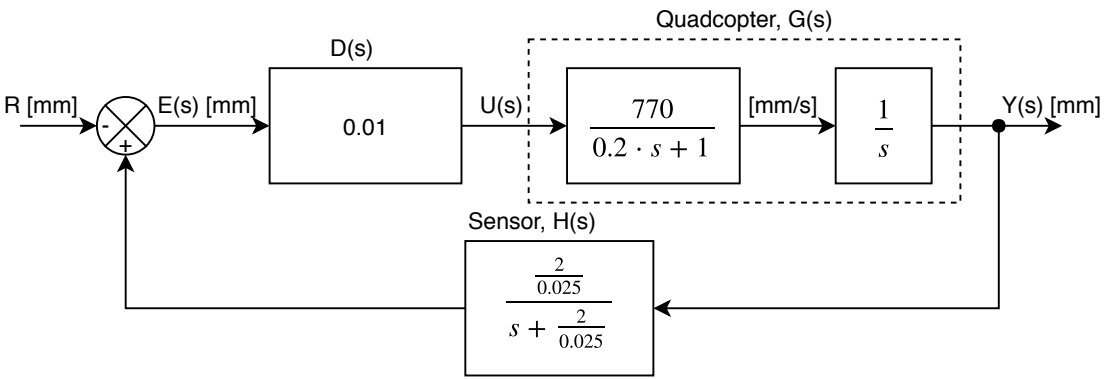 Quadcopter, G(s)
D(s)
R [mm]
-
+
E(s) [mm]
0.01
U(s)
770
0.2 · s + 1
[mm/s]
1
s
Y(s) [mm]
Sensor, H(s)
2
0.025
s + 2
0.025